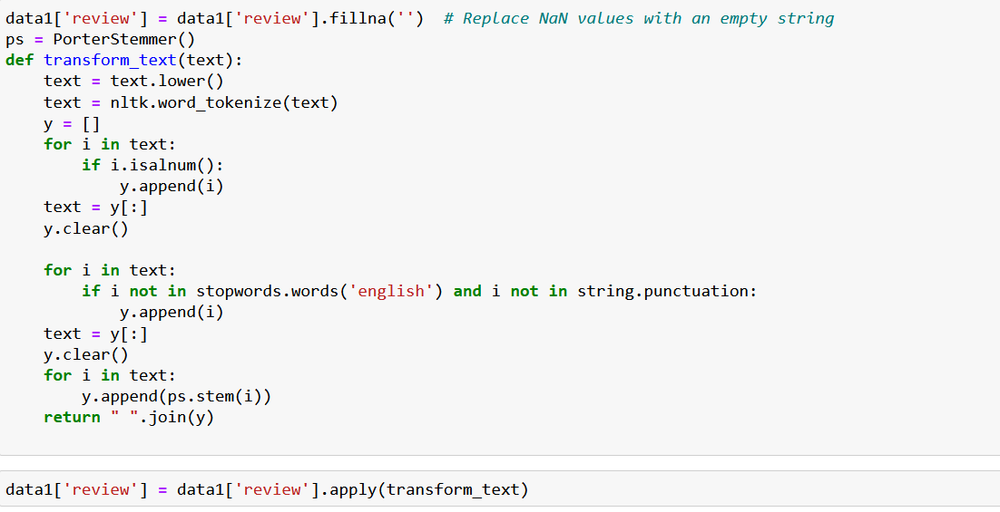 data1['review'] = data1['review'].fillna('')  # Replace NaN values with an empty string
ps = PorterStemmer()
def transform_text(text):
    text = text.lower()
    text = nltk.word_tokenize(text)
    y = []
    for i in text:
        if i.isalnum():
            y.append(i)
    text = y[:]
    y.clear()

    for i in text:
        if i not in stopwords.words('english') and i not in string.punctuation:
            y.append(i)
    text = y[:]
    y.clear()
    for i in text:
        y.append(ps.stem(i))
    return " ".join(y)

data1['review'] = data1['review'].apply(transform_text)